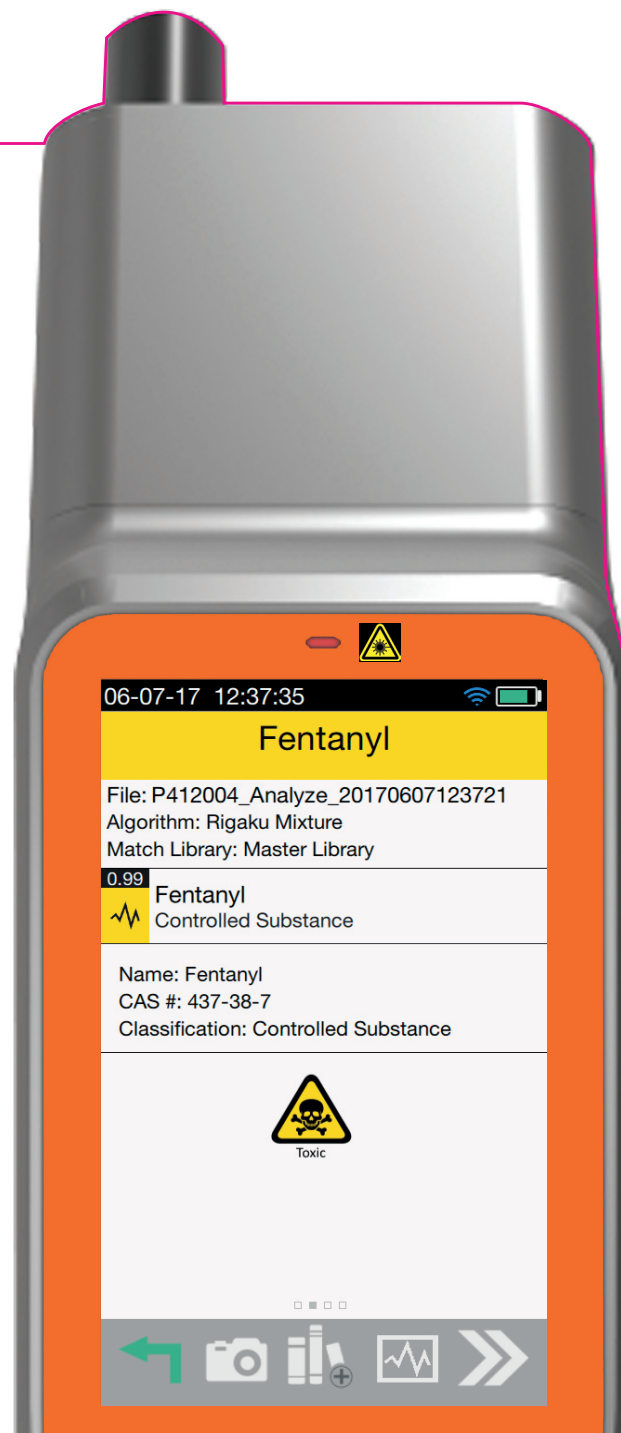 06-07-17 12:37:35
Fentanyl
File: P412004_Analyze_20170607123721
Algorithm: Rigaku Mixture
Match Library: Master Library
0.99
Fentanyl
Controlled Substance
Name: Fentanyl
CAS #: 437-38-7
Classification: Controlled Substance
Toxic